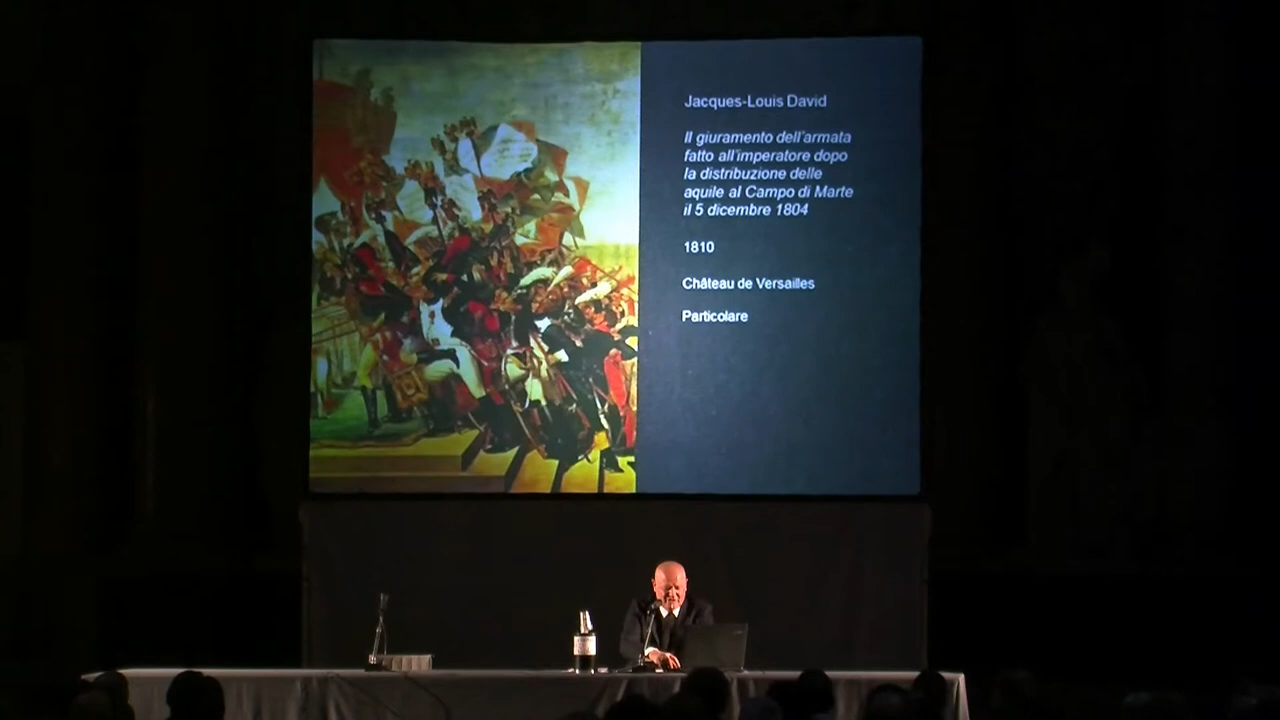 Jacques-Louis David
Il giuramento dell'armata
fatto all'imperatore dopo
la distribuzione delle
aquile al Campo di Marte
il 5 dicembre 1804
1810
Château de Versailles
Particolare